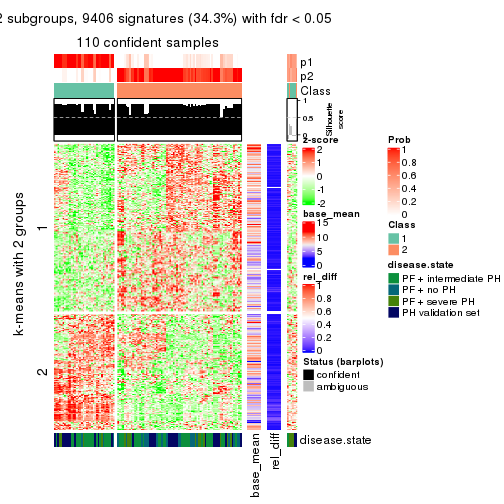 2 subgroups, 9406 signatures (34.3%) with fdr < 0.05
110 confident samples
p1
p2
Class
1
0.5
0
Silhouette
score
k-means with 2 groups
1
2
z-score
2
1
0
-1
-2
base_mean
15
10
5
0
rel_diff
1
0.8
0.6
0.4
0.2
0
Status (barplots)
confident
ambiguous
Prob
1
0.8
0.6
0.4
0.2
0
Class
1
2
disease.state
PF+ intermediate PH
PF+ no PH
PF+ severe PH
PH validation set
disease.state
base_mean
rel_diff